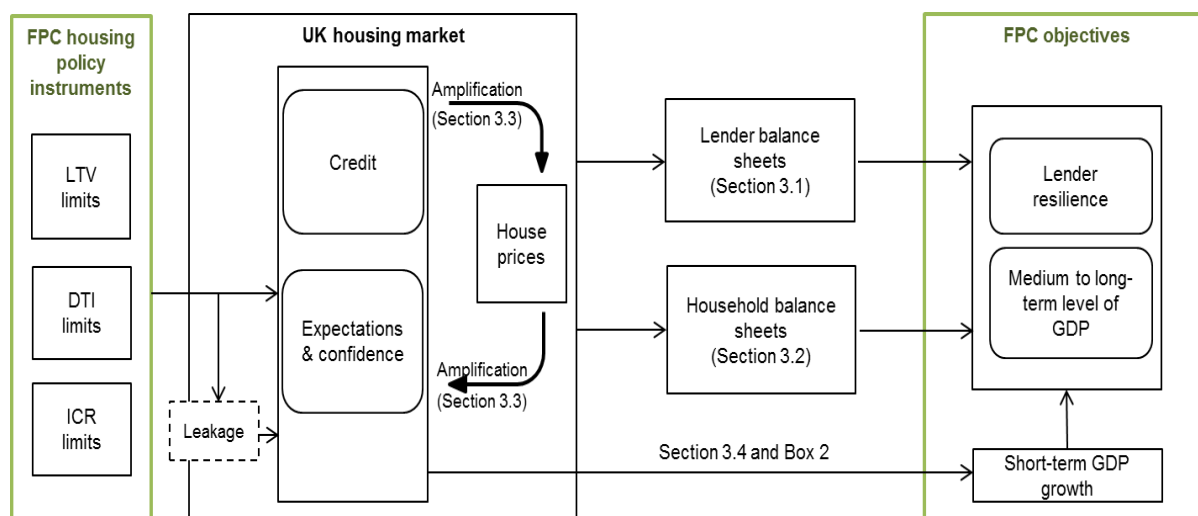 FPC housing
policy
instruments
LTV
limits
DTI
limits
ICR
limits
UK housing market
Credit
Expectations
& confidence
Leakage
Amplification
(Section 3.3)
House
prices
Amplification
(Section 3.3)
Lender balance
sheets
(Section 3.1)
Household balance
sheets
(Section 3.2)
Section 3.4 and Box 2
FPC objectives
Lender
resilience
Medium to long-
term level of
GDP
Short-term GDP
growth